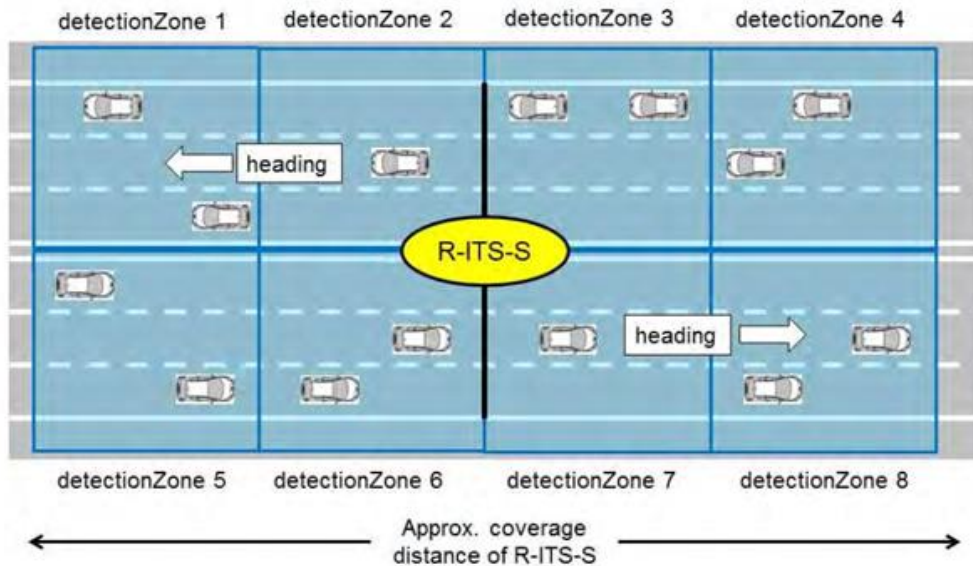 detectionZone 1
detectionZone 2
detectionZone 3
detectionZone 4
heading
R-ITS-S
heading
detectionZone 5
detectionZone 6
detectionZone 7
detectionZone 8
Approx. coverage
distance of R-ITS-S